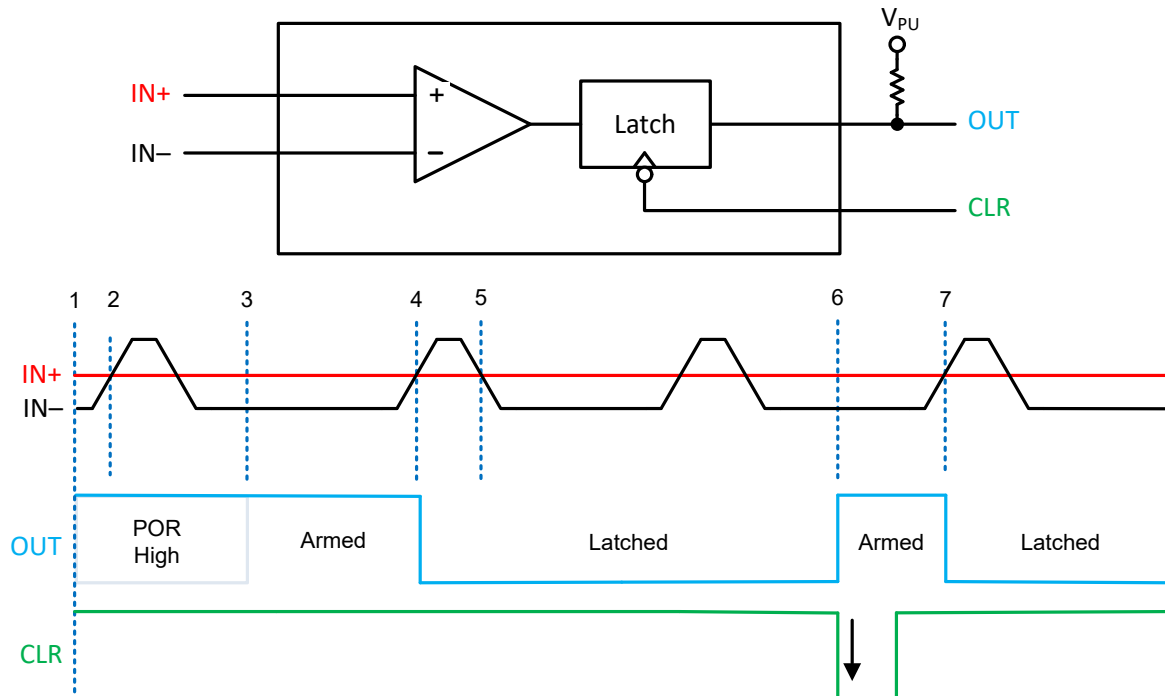 V_PU
IN+
+
Latch
OUT
IN–
–
CLR
1 2 3 4 5 6 7
IN+
IN–
OUT
POR
High
Armed
Latched
Armed
Latched
CLR